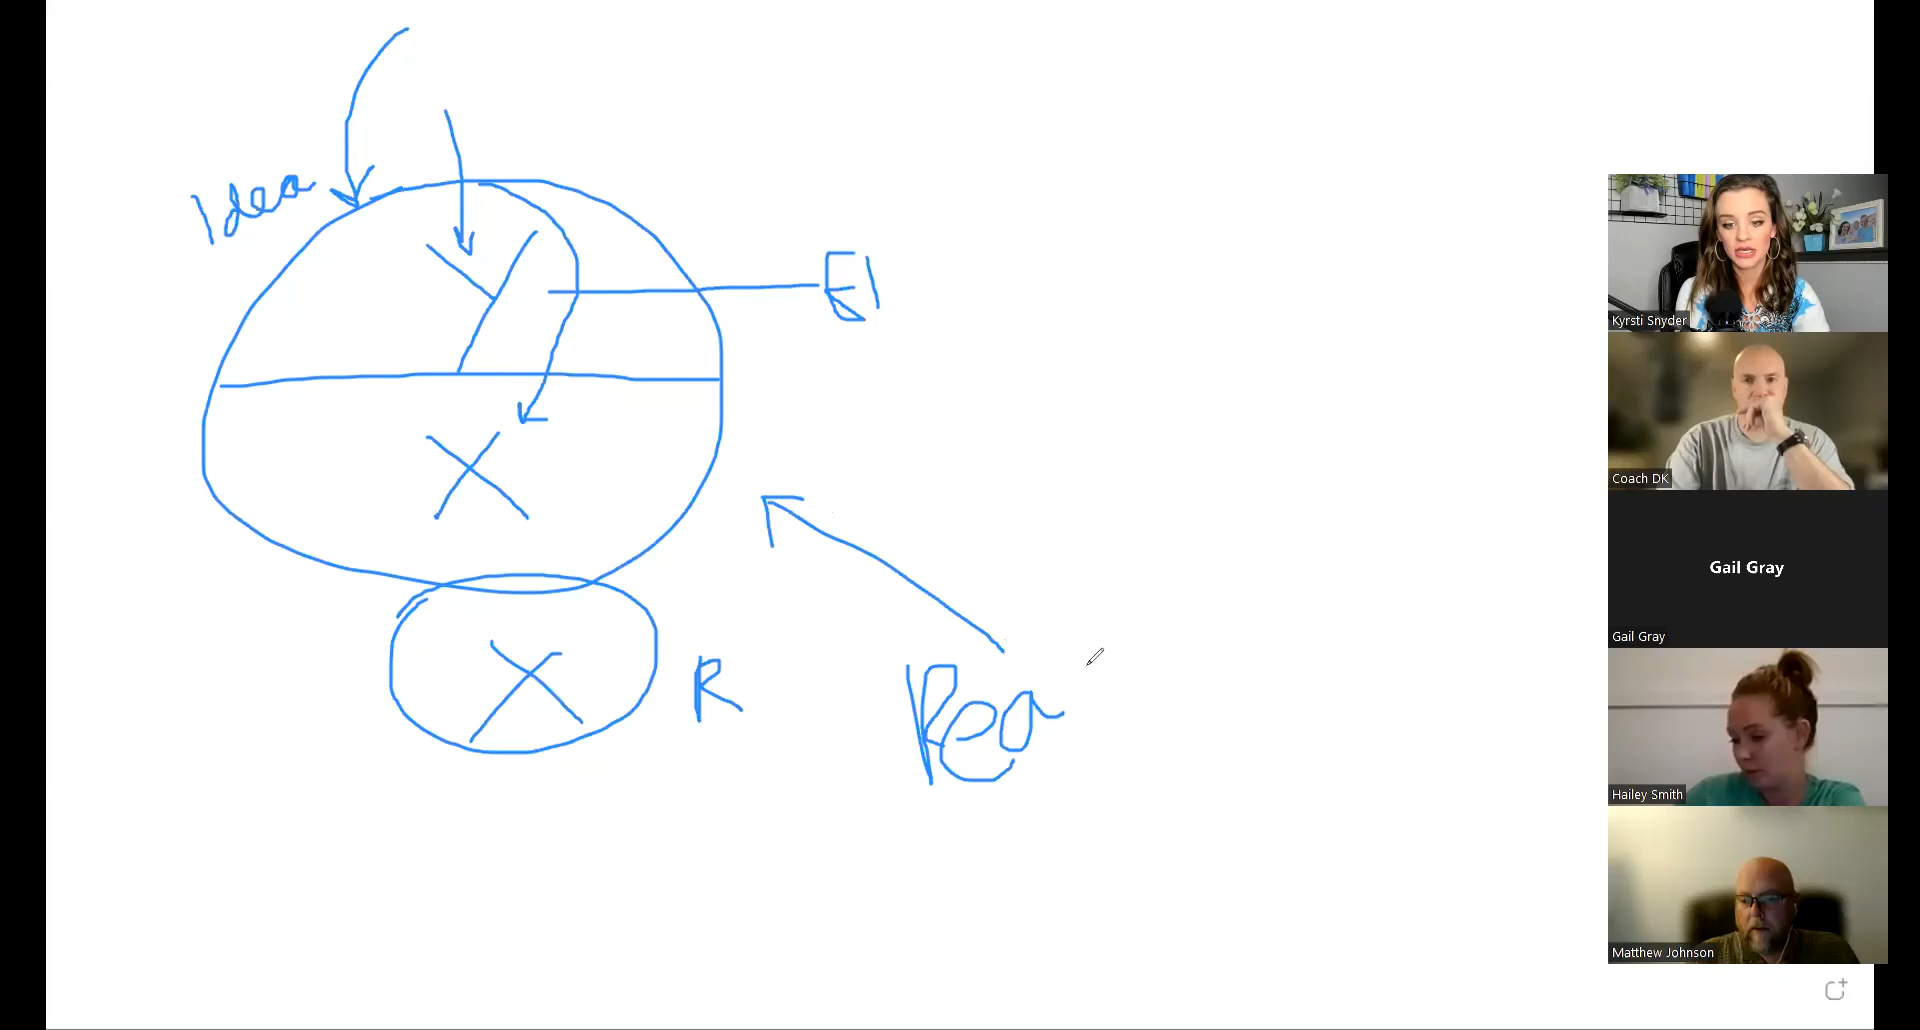 Idea
Y
EI
X
X
R
Rea
Kyrsti Snyder
Coach DK
Gail Gray
Gail Gray
Hailey Smith
Matthew Johnson